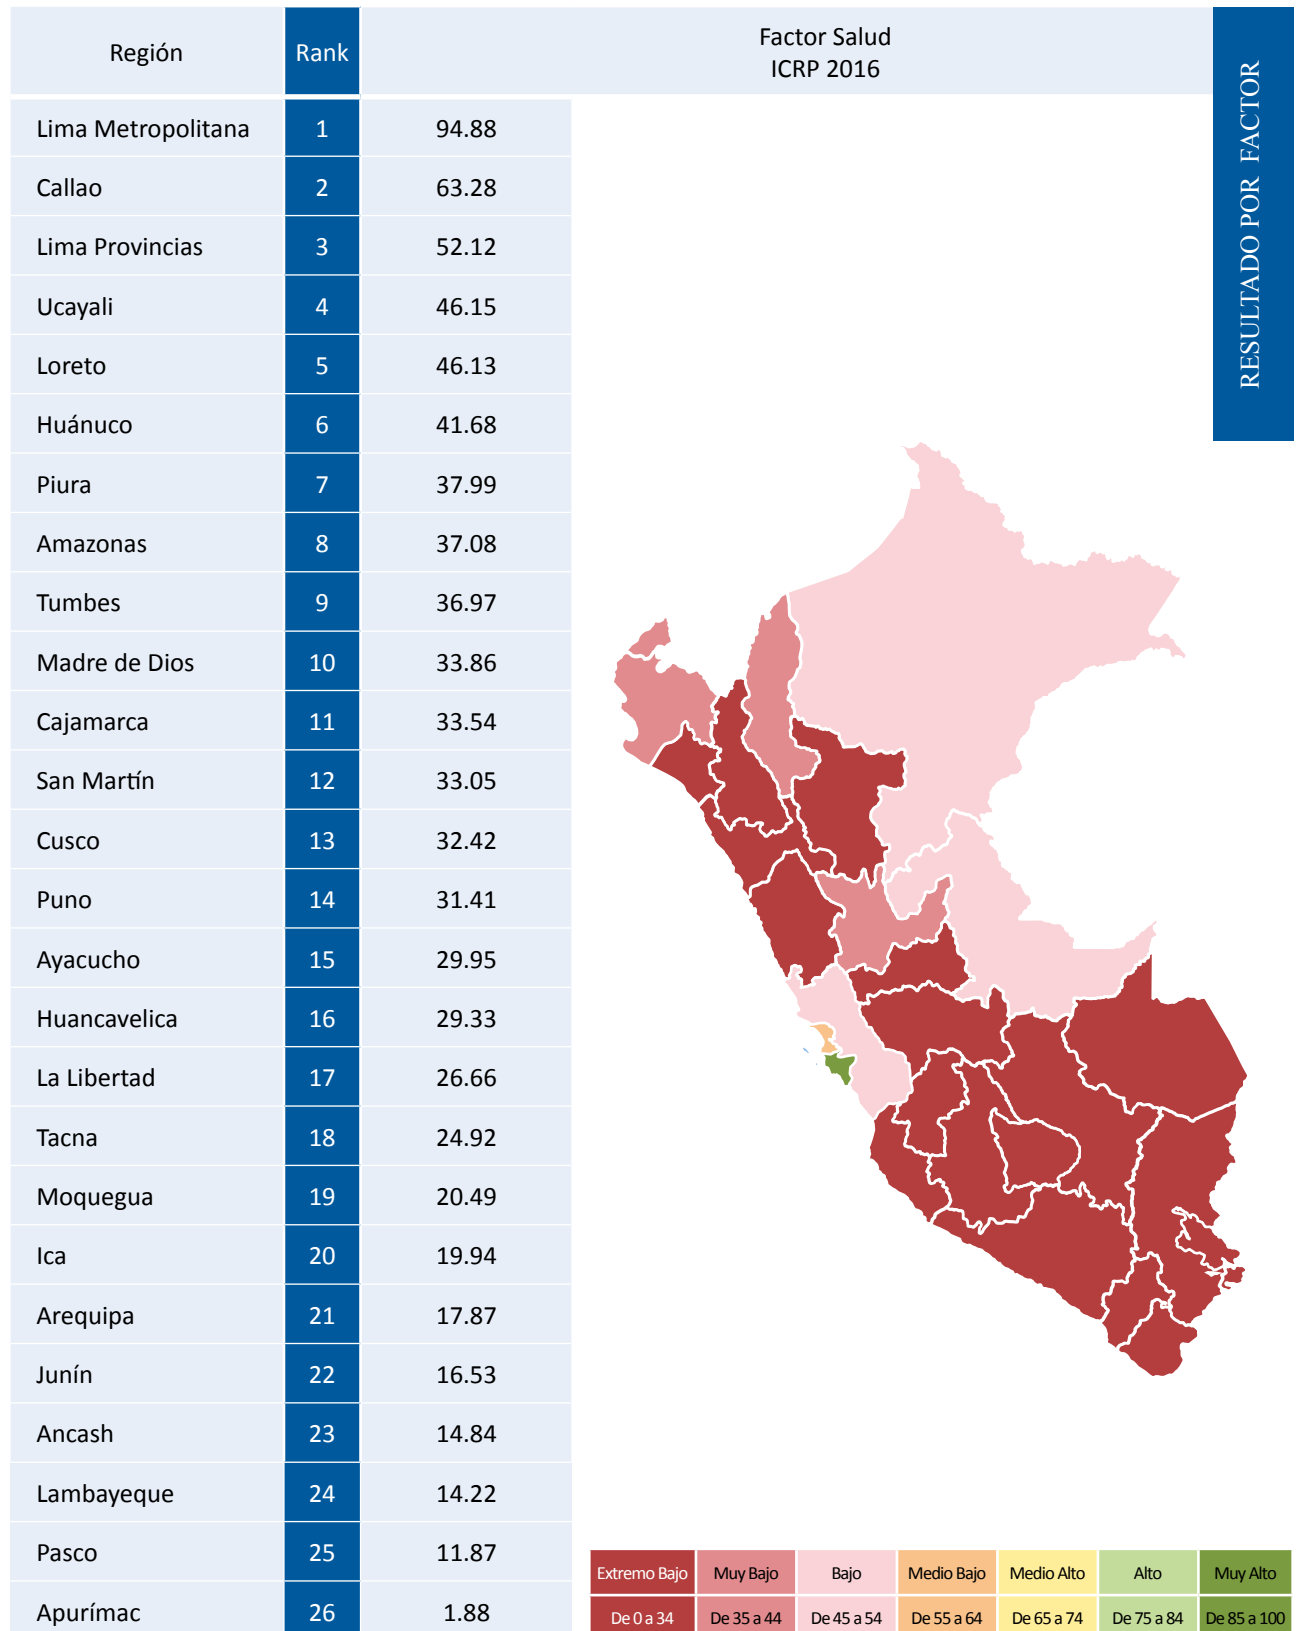 Región Rank Factor Salud
ICRP 2016
RESULTADO POR FACTOR
Lima Metropolitana 1 94.88
Callao 2 63.28
Lima Provincias 3 52.12
Ucayali 4 46.15
Loreto 5 46.13
Huánuco 6 41.68
Piura 7 37.99
Amazonas 8 37.08
Tumbes 9 36.97
Madre de Dios 10 33.86
Cajamarca 11 33.54
San Martín 12 33.05
Cusco 13 32.42
Puno 14 31.41
Ayacucho 15 29.95
Huancavelica 16 29.33
La Libertad 17 26.66
Tacna 18 24.92
Moquegua 19 20.49
Ica 20 19.94
Arequipa 21 17.87
Junín 22 16.53
Ancash 23 14.84
Lambayeque 24 14.22
Pasco 25 11.87
Apurímac 26 1.88
Extremo Bajo Muy Bajo Bajo Medio Bajo Medio Alto Alto Muy Alto
De 0 a 34 De 35 a 44 De 45 a 54 De 55 a 64 De 65 a 74 De 75 a 84 De 85 a 100